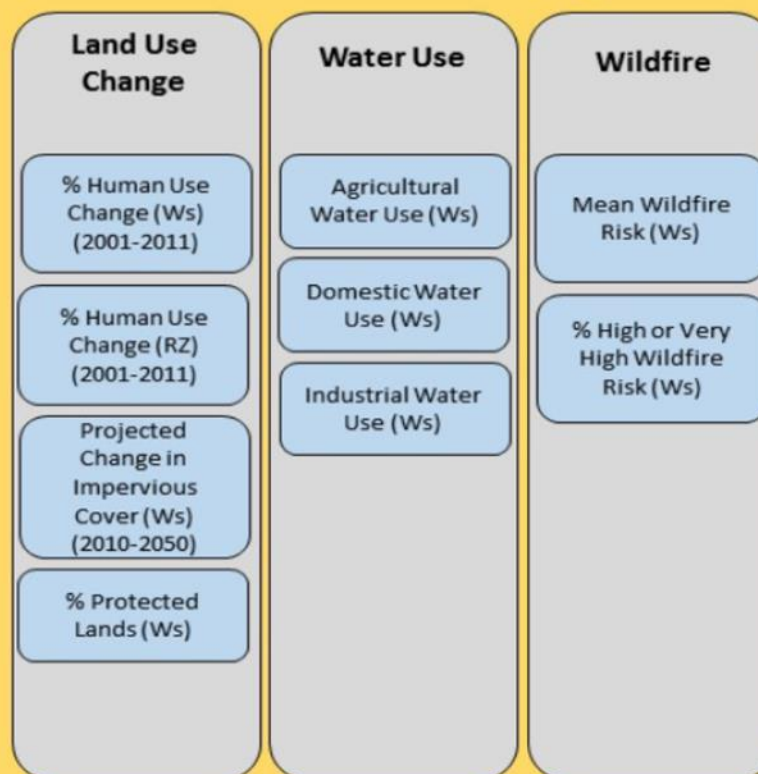 Land Use
Change
% Human Use
Change (Ws)
(2001-2011)
% Human Use
Change (RZ)
(2001-2011)
Projected
Change in
Impervious
Cover (Ws)
(2010-2050)
% Protected
Lands (Ws)
Water Use
Agricultural
Water Use (Ws)
Domestic Water
Use (Ws)
Industrial Water
Use (Ws)
Wildfire
Mean Wildfire
Risk (Ws)
% High or Very
High Wildfire
Risk (Ws)